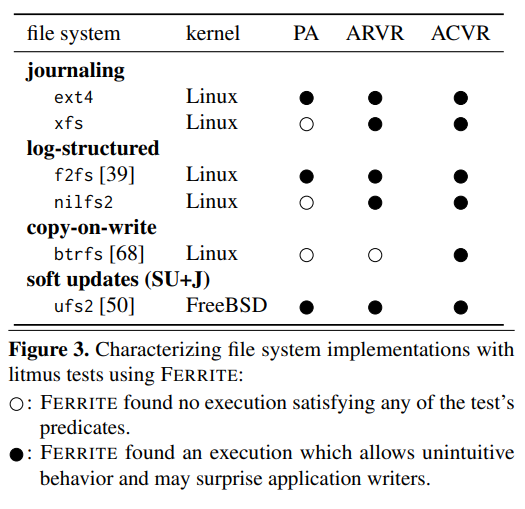 file system kernel PA ARVR ACVR
journaling
ext4 Linux ● ● ●
xfs Linux ○ ● ●
log-structured
f2fs [39] Linux ● ● ●
nilfs2 Linux ○ ● ●
copy-on-write
btrfs [68] Linux ○ ○ ●
soft updates (SU+J)
ufs2 [50] FreeBSD ● ● ●
Figure 3. Characterizing file system implementations with
litmus tests using FERRITE:
○: FERRITE found no execution satisfying any of the test’s
predicates.
●: FERRITE found an execution which allows unintuitive
behavior and may surprise application writers.